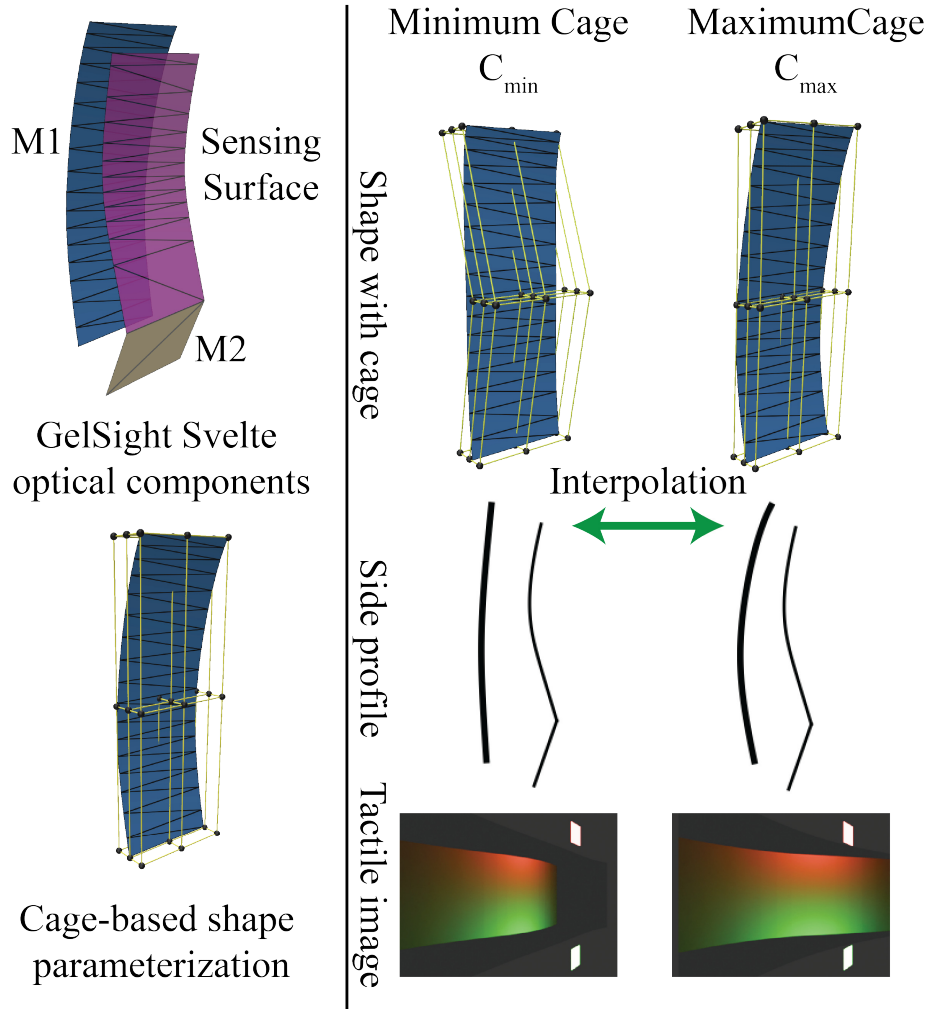 M1
Sensing
Surface
M2
GelSight Svelte
optical components
Cage-based shape
parameterization
Minimum Cage
C_min
MaximumCage
C_max
Shape with cage
Interpolation
Side profile
Tactile image